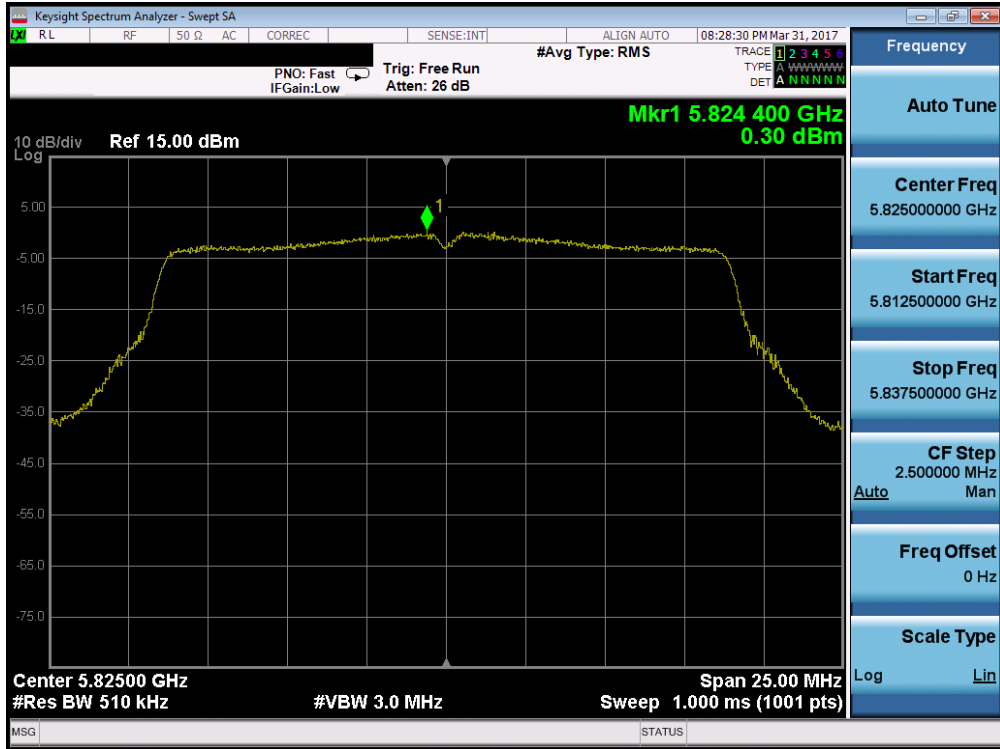 Keysight Spectrum Analyzer - Swept SA
LXI RL RF 50 Ω AC CORREC SENSE:INT ALIGN AUTO 08:28:30 PM Mar 31, 2017
#Avg Type: RMS TRACE 1 2 3 4 5 6
PNO: Fast Trig: Free Run TYPE A WWWWW
IFGain:Low Atten: 26 dB DET A N N N N N
Mkr1 5.824 400 GHz
0.30 dBm
10 dB/div Ref 15.00 dBm
Log
1
5.00
-5.00
-15.0
-25.0
-35.0
-45.0
-55.0
-65.0
-75.0
Center 5.82500 GHz Span 25.00 MHz
#Res BW 510 kHz #VBW 3.0 MHz Sweep 1.000 ms (1001 pts)
MSG STATUS
Frequency
Auto Tune
Center Freq
5.825000000 GHz
Start Freq
5.812500000 GHz
Stop Freq
5.837500000 GHz
CF Step
2.500000 MHz
Auto Man
Freq Offset
0 Hz
Scale Type
Log Lin